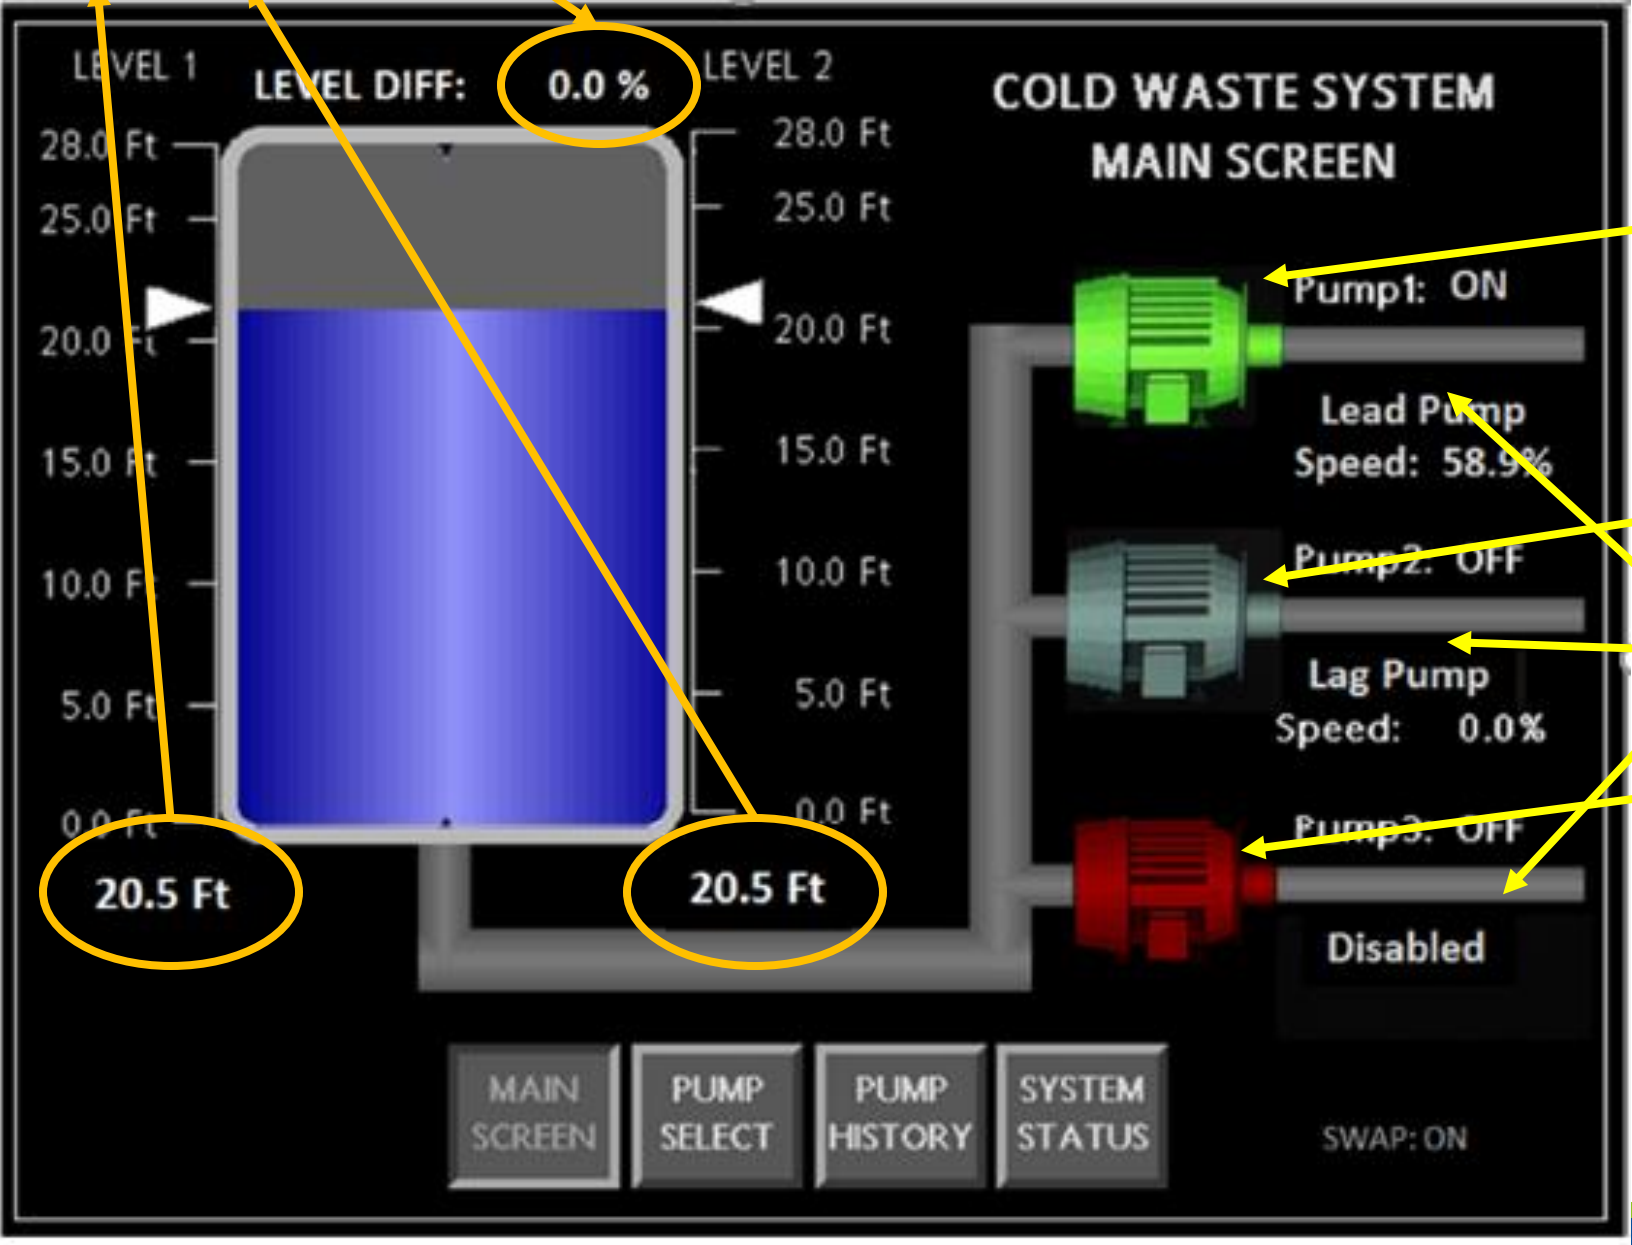 LEVEL 1
LEVEL DIFF: 0.0 %
LEVEL 2
28.0 Ft
25.0 Ft
20.0 Ft
15.0 Ft
10.0 Ft
5.0 Ft
0.0 Ft
20.5 Ft
28.0 Ft
25.0 Ft
20.0 Ft
15.0 Ft
10.0 Ft
5.0 Ft
0.0 Ft
20.5 Ft
COLD WASTE SYSTEM
MAIN SCREEN
Pump1: ON
Lead Pump
Speed: 58.9%
Pump2: OFF
Lag Pump
Speed: 0.0%
Pump3: OFF
Disabled
MAIN
SCREEN
PUMP
SELECT
PUMP
HISTORY
SYSTEM
STATUS
SWAP: ON